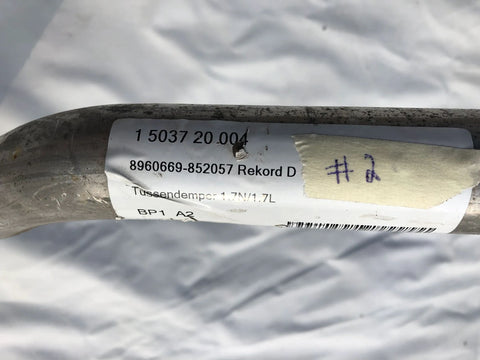 1 5037 20 004
8960669-852057 Rekord D
Tussendemper 1.7N/1.7L
BP1 A2
#2